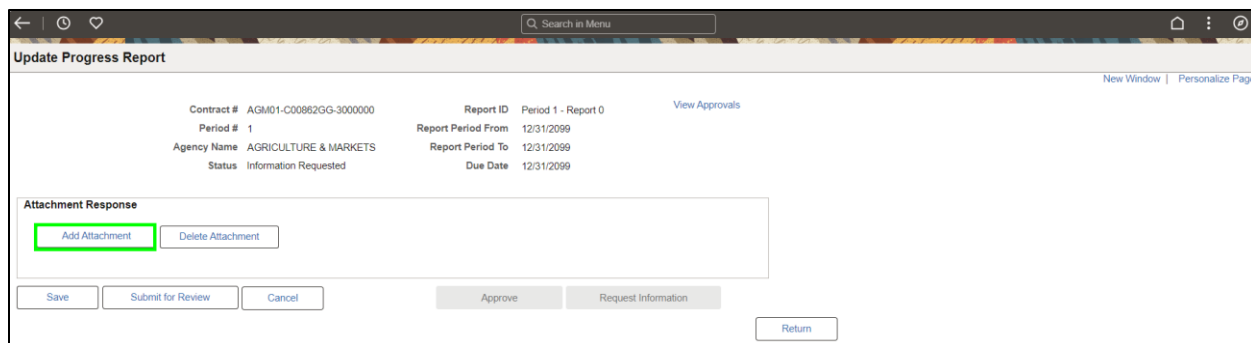 Search in Menu
Update Progress Report
New Window | Personalize Pag
Contract # AGM01-C00862GG-3000000 Report ID Period 1 - Report 0 View Approvals
Period # 1 Report Period From 12/31/2099
Agency Name AGRICULTURE & MARKETS Report Period To 12/31/2099
Status Information Requested Due Date 12/31/2099
Attachment Response
Add Attachment Delete Attachment
Save Submit for Review Cancel Approve Request Information
Return